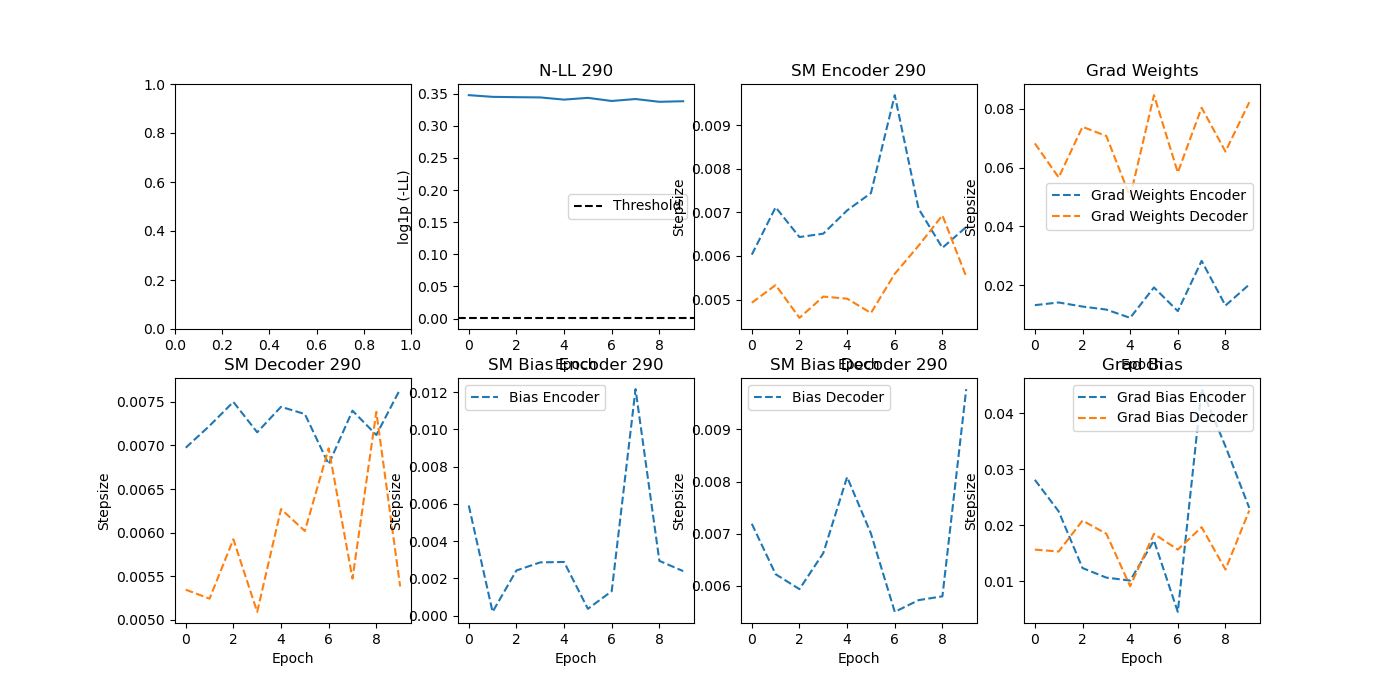 N-LL 290
SM Encoder 290
Grad Weights
1.0
0.8
0.6
0.4
0.2
0.0
0.0 0.2 0.4 0.6 0.8 1.0
log1p (-LL)
0.35
0.30
0.25
0.20
0.15
0.10
0.05
0.00
Threshold
0 2 4 6 8
Epoch
Stepsize
0.009
0.008
0.007
0.006
0.005
0 2 4 6 8
Epoch
Stepsize
0.08
0.06
0.04
0.02
Grad Weights Encoder
Grad Weights Decoder
0 2 4 6 8
Epoch
SM Decoder 290
SM Bias Encoder 290
SM Bias Decoder 290
Grad Bias
Stepsize
0.0075
0.0070
0.0065
0.0060
0.0055
0.0050
0 2 4 6 8
Epoch
Stepsize
0.012
0.010
0.008
0.006
0.004
0.002
0.000
Bias Encoder
0 2 4 6 8
Epoch
Stepsize
0.009
0.008
0.007
0.006
Bias Decoder
0 2 4 6 8
Epoch
Stepsize
0.04
0.03
0.02
0.01
Grad Bias Encoder
Grad Bias Decoder
0 2 4 6 8
Epoch